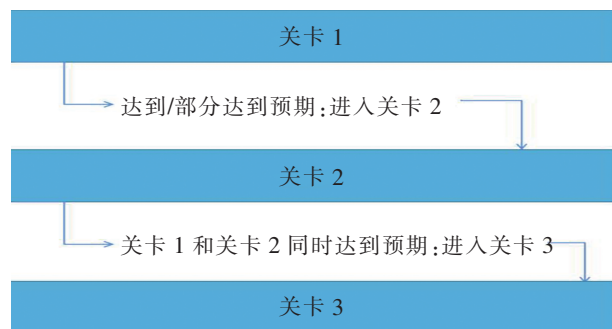 关卡 1
达到/部分达到预期:进入关卡 2
关卡 2
关卡 1 和关卡 2 同时达到预期:进入关卡 3
关卡 3